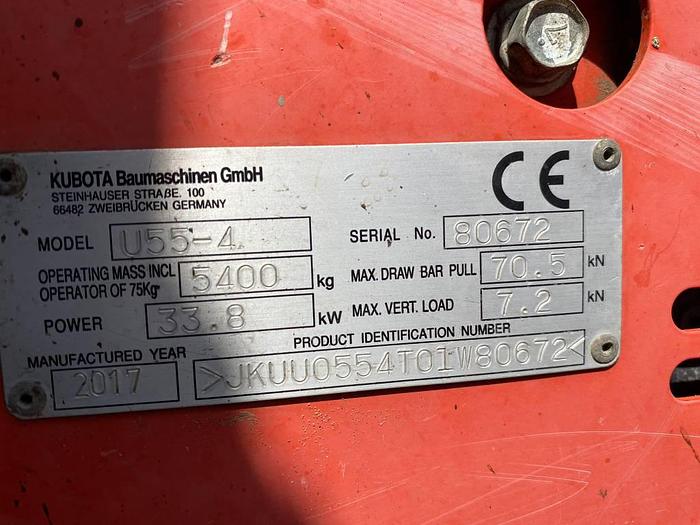 KUBOTA Baumaschinen GmbH
STEINHAUSER STRAßE. 100
66482 ZWEIBRÜCKEN GERMANY
CE
MODEL U55-4 SERIAL No. 80672
OPERATING MASS INCL OPERATOR OF 75Kg 5400 kg MAX. DRAW BAR PULL 70.5 kN
POWER 33.8 kW MAX. VERT. LOAD 7.2 kN
MANUFACTURED YEAR PRODUCT IDENTIFICATION NUMBER
2017 >JKUU0554T01W80672<